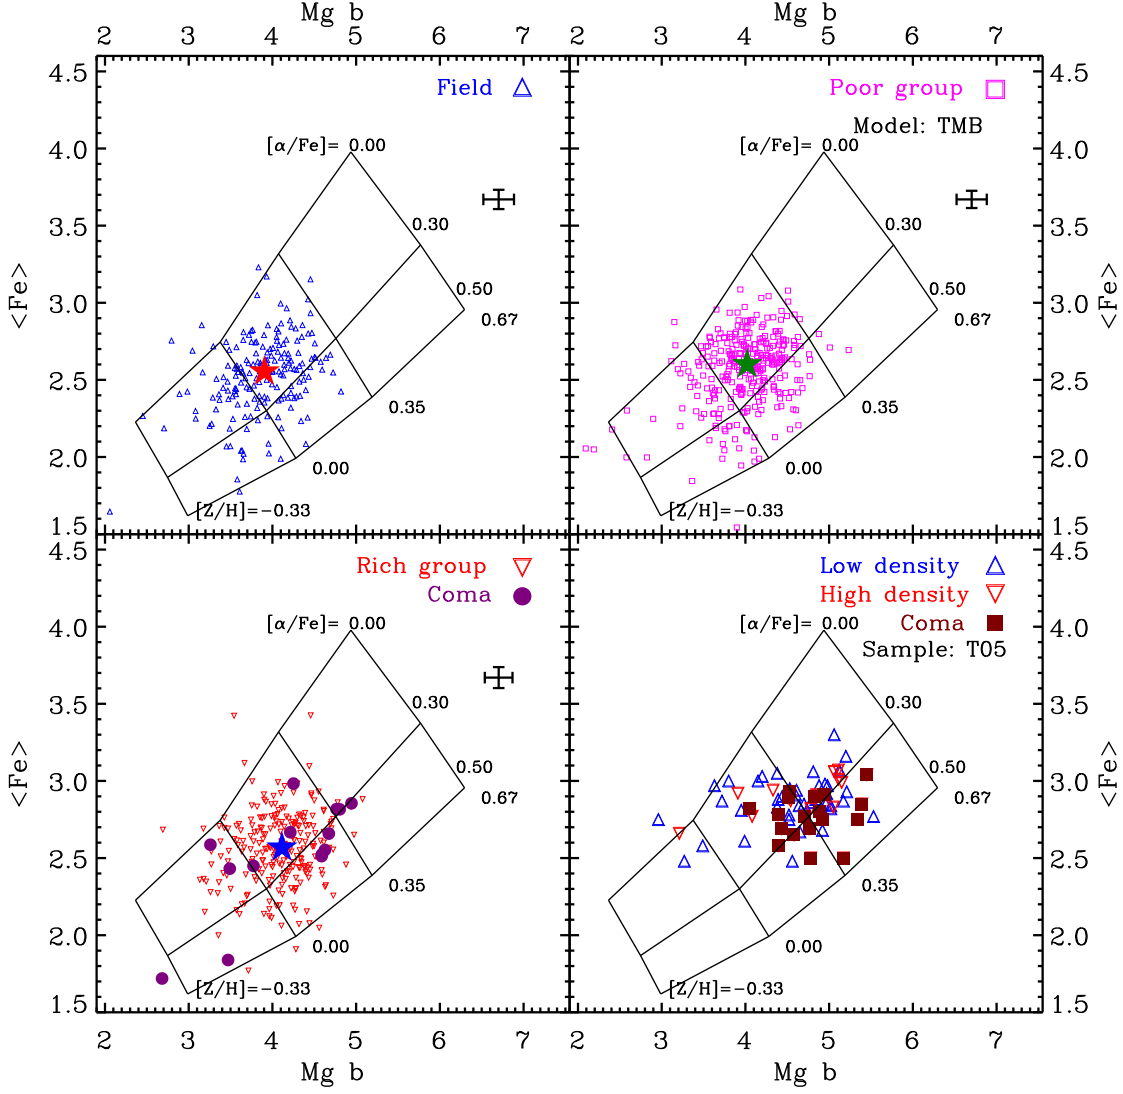 Mg b
Mg b
2 3 4 5 6 7
2 3 4 5 6 7
4.5
4.0
3.5
3.0
2.5
2.0
1.5
<Fe>
Field
[α/Fe]= 0.00
0.30
0.50
0.67
0.35
0.00
[Z/H]=−0.33
Poor group
Model: TMB
[α/Fe]= 0.00
0.30
0.50
0.67
0.35
0.00
[Z/H]=−0.33
4.5
4.0
3.5
3.0
2.5
2.0
1.5
<Fe>
4.5
4.0
3.5
3.0
2.5
2.0
1.5
<Fe>
Rich group
Coma
[α/Fe]= 0.00
0.30
0.50
0.67
0.35
0.00
[Z/H]=−0.33
Low density
High density
Coma
Sample: T05
[α/Fe]= 0.00
0.30
0.50
0.67
0.35
0.00
[Z/H]=−0.33
4.5
4.0
3.5
3.0
2.5
2.0
1.5
<Fe>
2 3 4 5 6 7
2 3 4 5 6 7
Mg b
Mg b